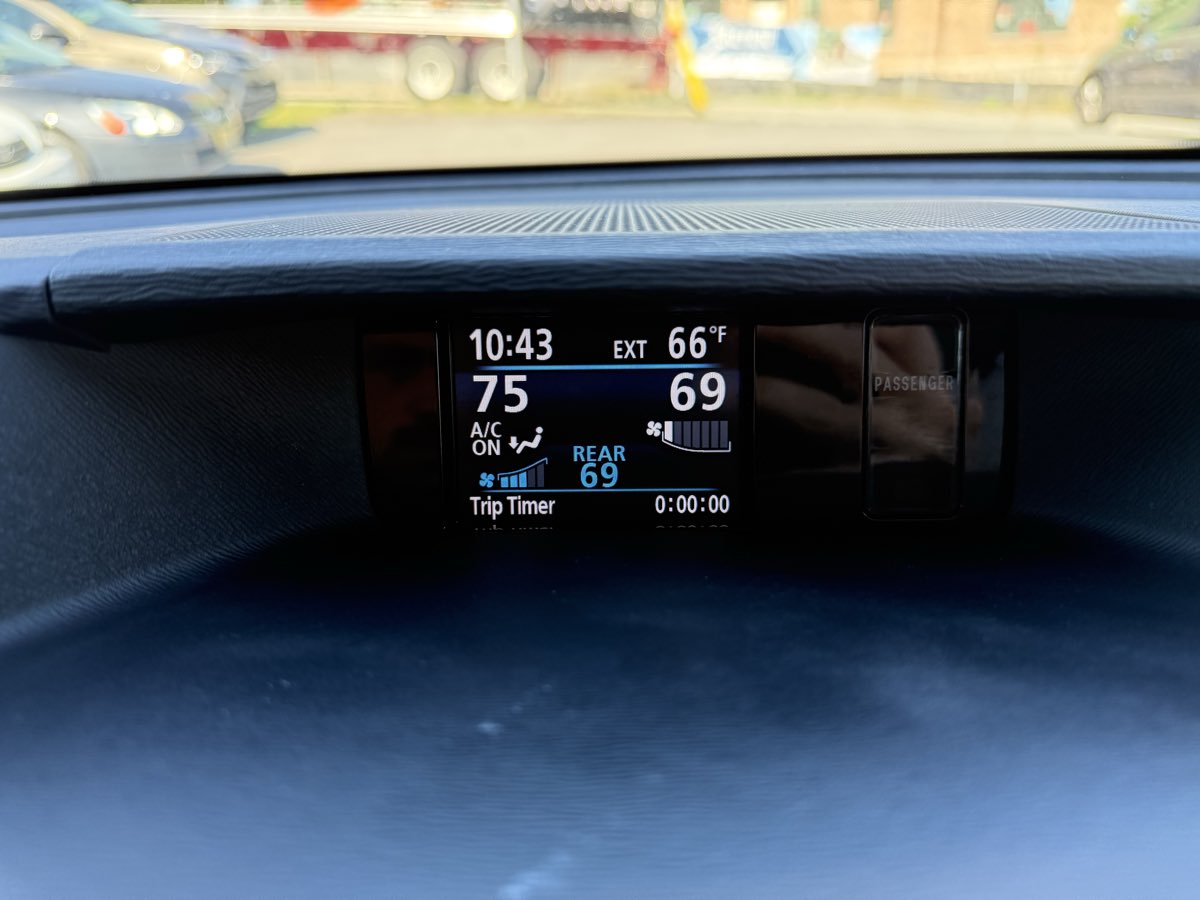 10:43 EXT 66°F
75 69
A/C
ON
REAR
69
Trip Timer 0:00:00
PASSENGER